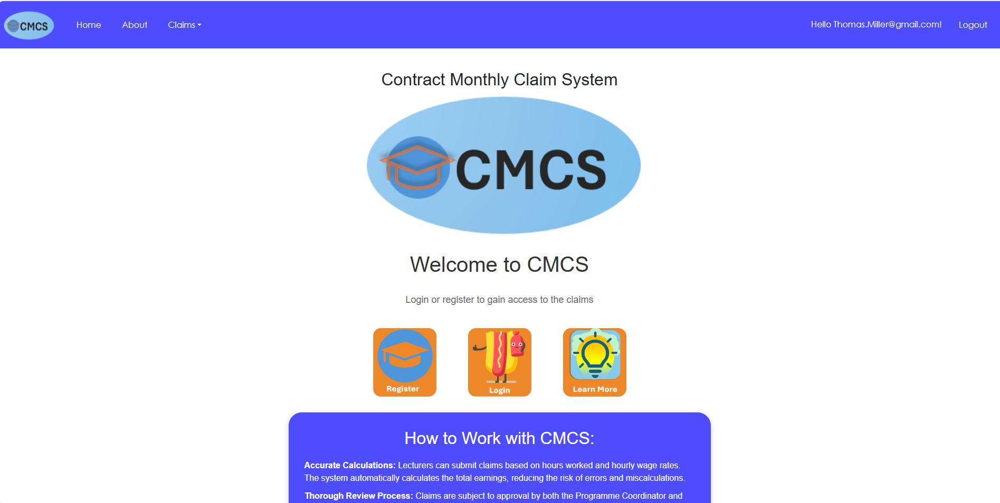 CMCS
Home
About
Claims
Hello Thomas.Miller@gmail.com!
Logout
Contract Monthly Claim System
CMCS
Welcome to CMCS
Login or register to gain access to the claims
Register
Login
Learn More
How to Work with CMCS:
Accurate Calculations: Lecturers can submit claims based on hours worked and hourly wage rates.
The system automatically calculates the total earnings, reducing the risk of errors and miscalculations.
Thorough Review Process: Claims are subject to approval by both the Programme Coordinator and